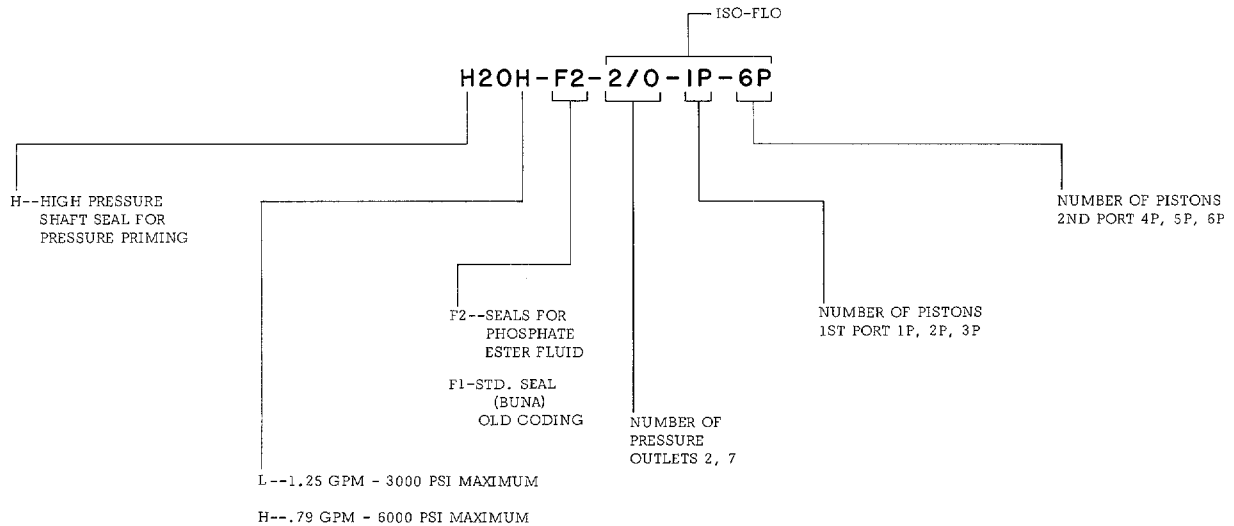 ISO-FLO
H20H-F2-2/0-1P-6P
H--HIGH PRESSURE
SHAFT SEAL FOR
PRESSURE PRIMING
NUMBER OF PISTONS
2ND PORT 4P, 5P, 6P
F2--SEALS FOR
PHOSPHATE
ESTER FLUID
F1-STD. SEAL
(BUNA)
OLD CODING
NUMBER OF PISTONS
1ST PORT 1P, 2P, 3P
NUMBER OF
PRESSURE
OUTLETS 2, 7
L--1.25 GPM - 3000 PSI MAXIMUM
H--.79 GPM - 6000 PSI MAXIMUM